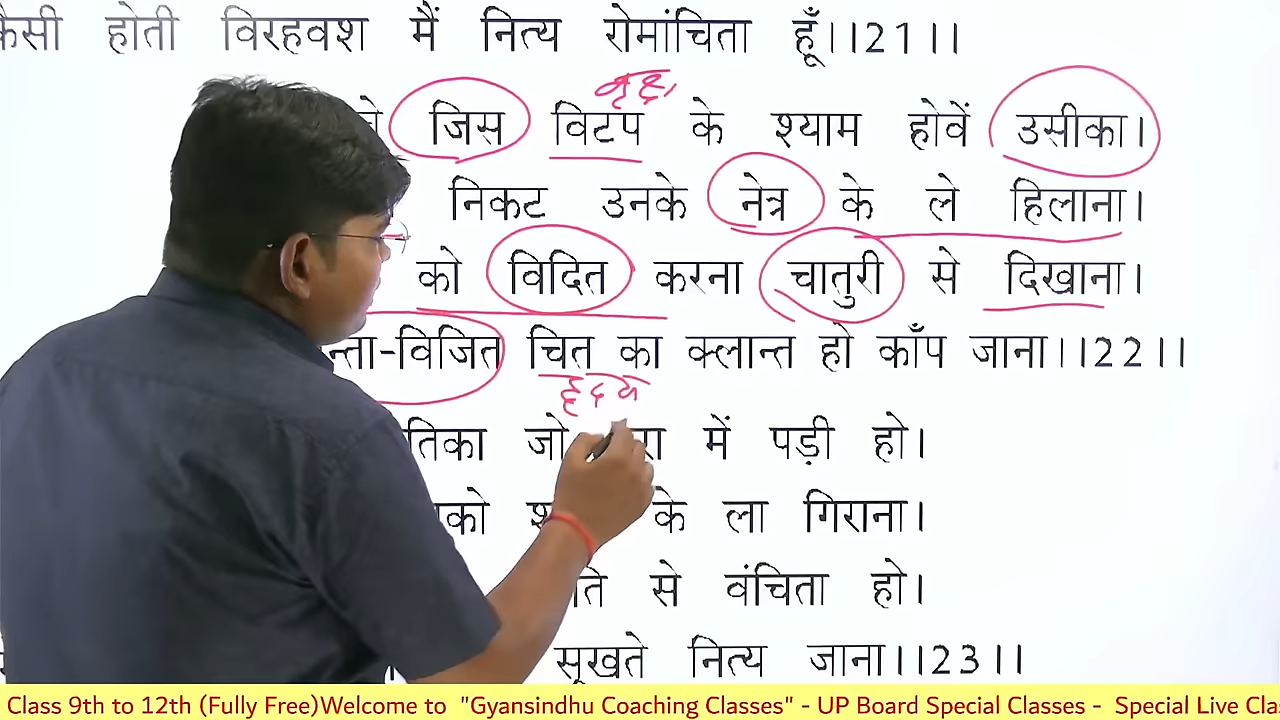 कैसी होती विरहवश मैं नित्य रोमांचिता हूँ।।21।।
वृक्ष
जिस विटप के श्याम होवें उसीका।
निकट उनके नेत्र के ले हिलाना।
को विदित करना चातुरी से दिखाना।
न्ता-विजित चित का क्लान्त हो काँप जाना।।22।।
हृदय
तिका जो में पड़ी हो।
के ला गिराना।
से वंचिता हो।
सूखते नित्य जाना।।23।।
Class 9th to 12th (Fully Free)Welcome to "Gyansindhu Coaching Classes" - UP Board Special Classes - Special Live Cla